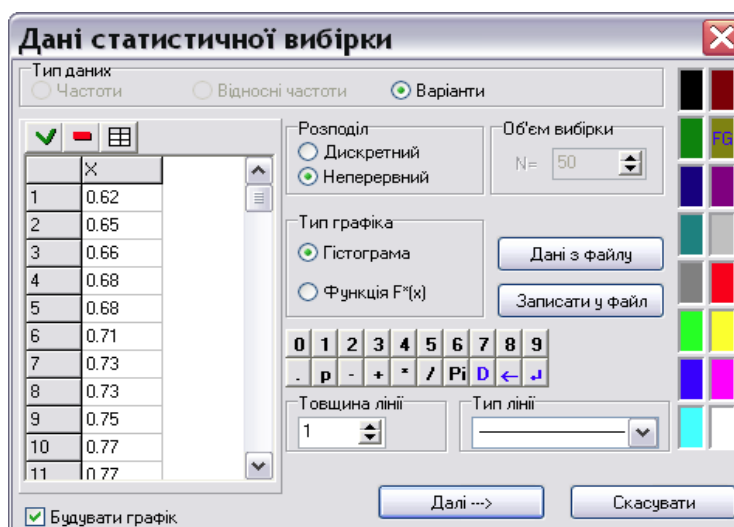 Дані статистичної вибірки
Тип даних
Частоти Відносні частоти Варіанти
X
1 0.62
2 0.65
3 0.66
4 0.68
5 0.68
6 0.71
7 0.73
8 0.73
9 0.75
10 0.77
11 0.77
Розподіл
Дискретний
Неперервний
Об'єм вибірки
N= 50
Тип графіка
Гістограма
Функція F*(x)
Дані з файлу
Записати у файл
0 1 2 3 4 5 6 7 8 9
. p - + * / Pi D ← ↲
Товщина лінії
1
Тип лінії
FG
Будувати графік
Далі --->
Скасувати